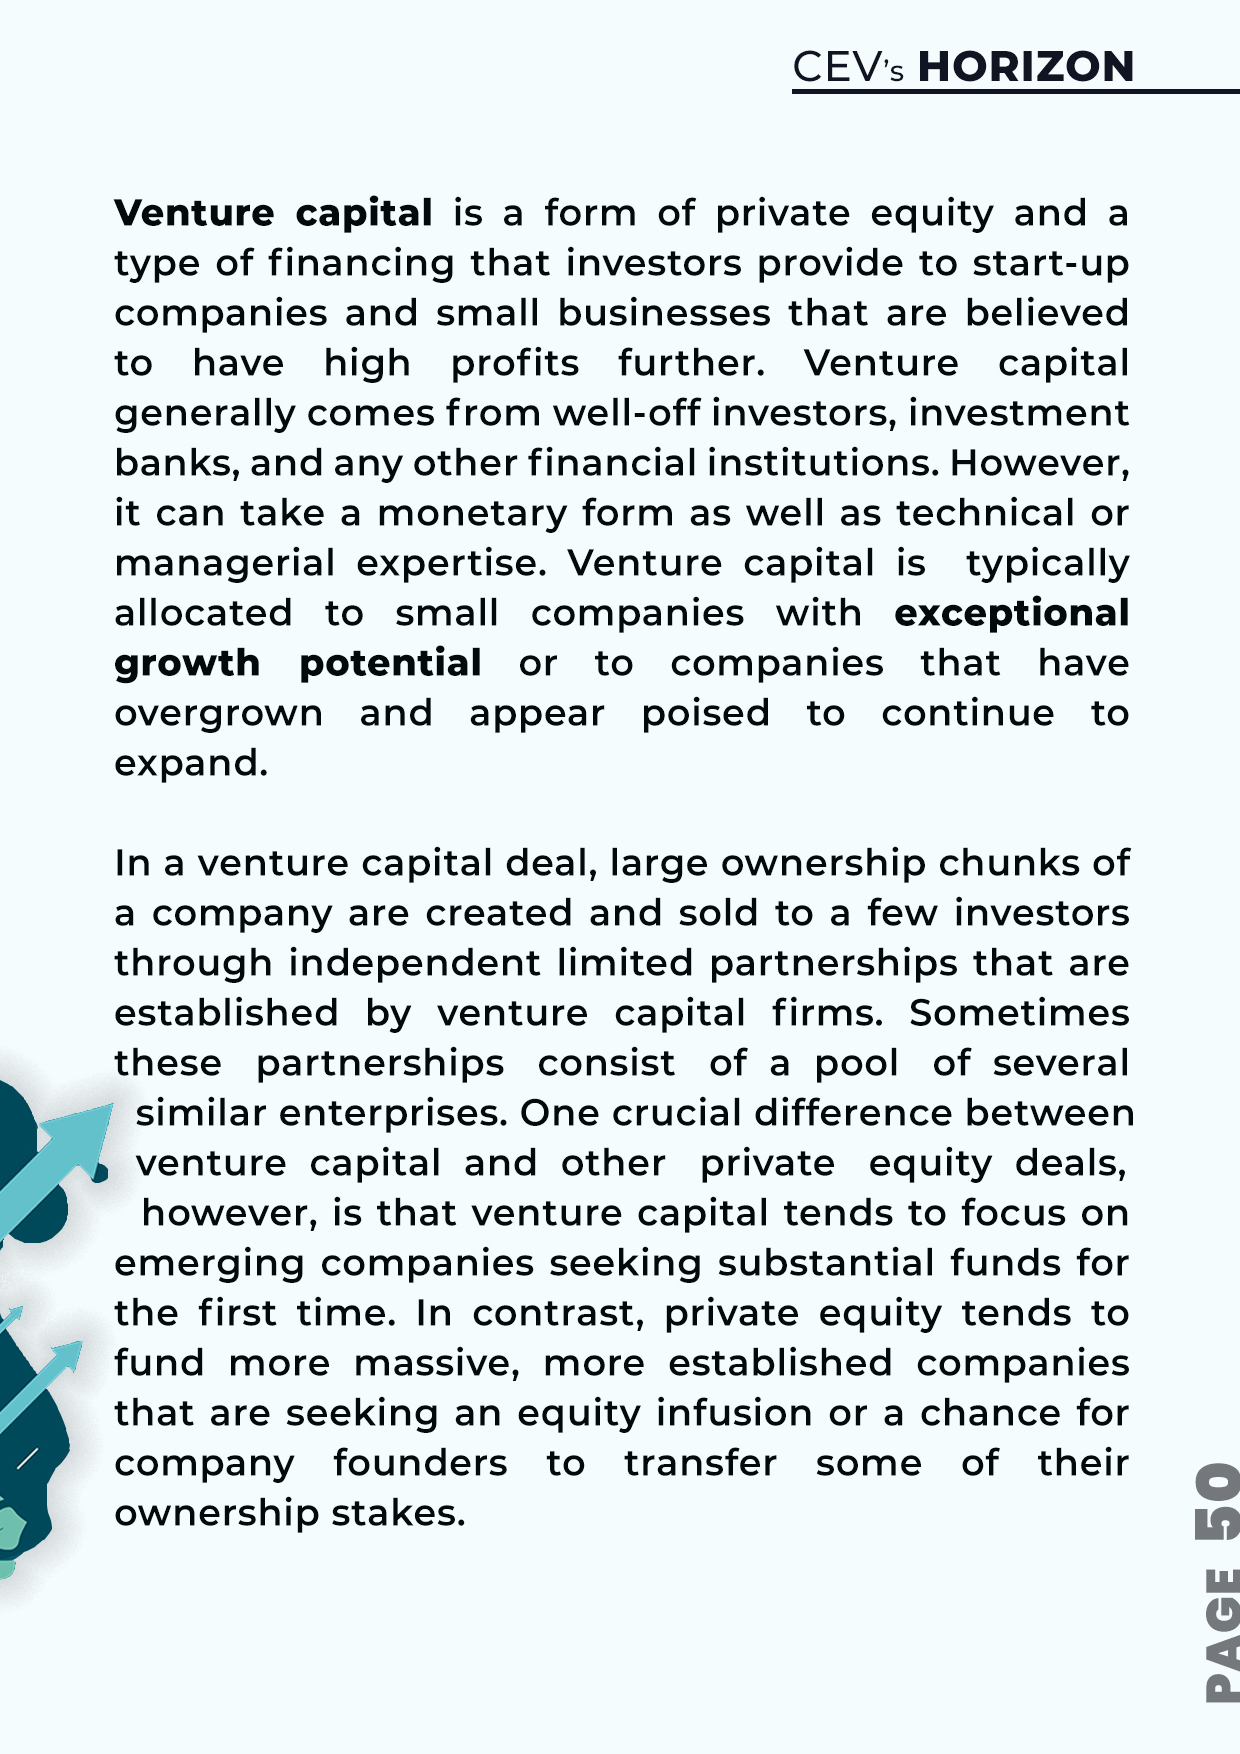 CEV's HORIZON
Venture capital is a form of private equity and a
type of financing that investors provide to start-up
companies and small businesses that are believed
to have high profits further. Venture capital
generally comes from well-off investors, investment
banks, and any other financial institutions. However,
it can take a monetary form as well as technical or
managerial expertise. Venture capital is typically
allocated to small companies with exceptional
growth potential or to companies that have
overgrown and appear poised to continue to
expand.
In a venture capital deal, large ownership chunks of
a company are created and sold to a few investors
through independent limited partnerships that are
established by venture capital firms. Sometimes
these partnerships consist of a pool of several
similar enterprises. One crucial difference between
venture capital and other private equity deals,
however, is that venture capital tends to focus on
emerging companies seeking substantial funds for
the first time. In contrast, private equity tends to
fund more massive, more established companies
that are seeking an equity infusion or a chance for
company founders to transfer some of their
ownership stakes.
PAGE 50